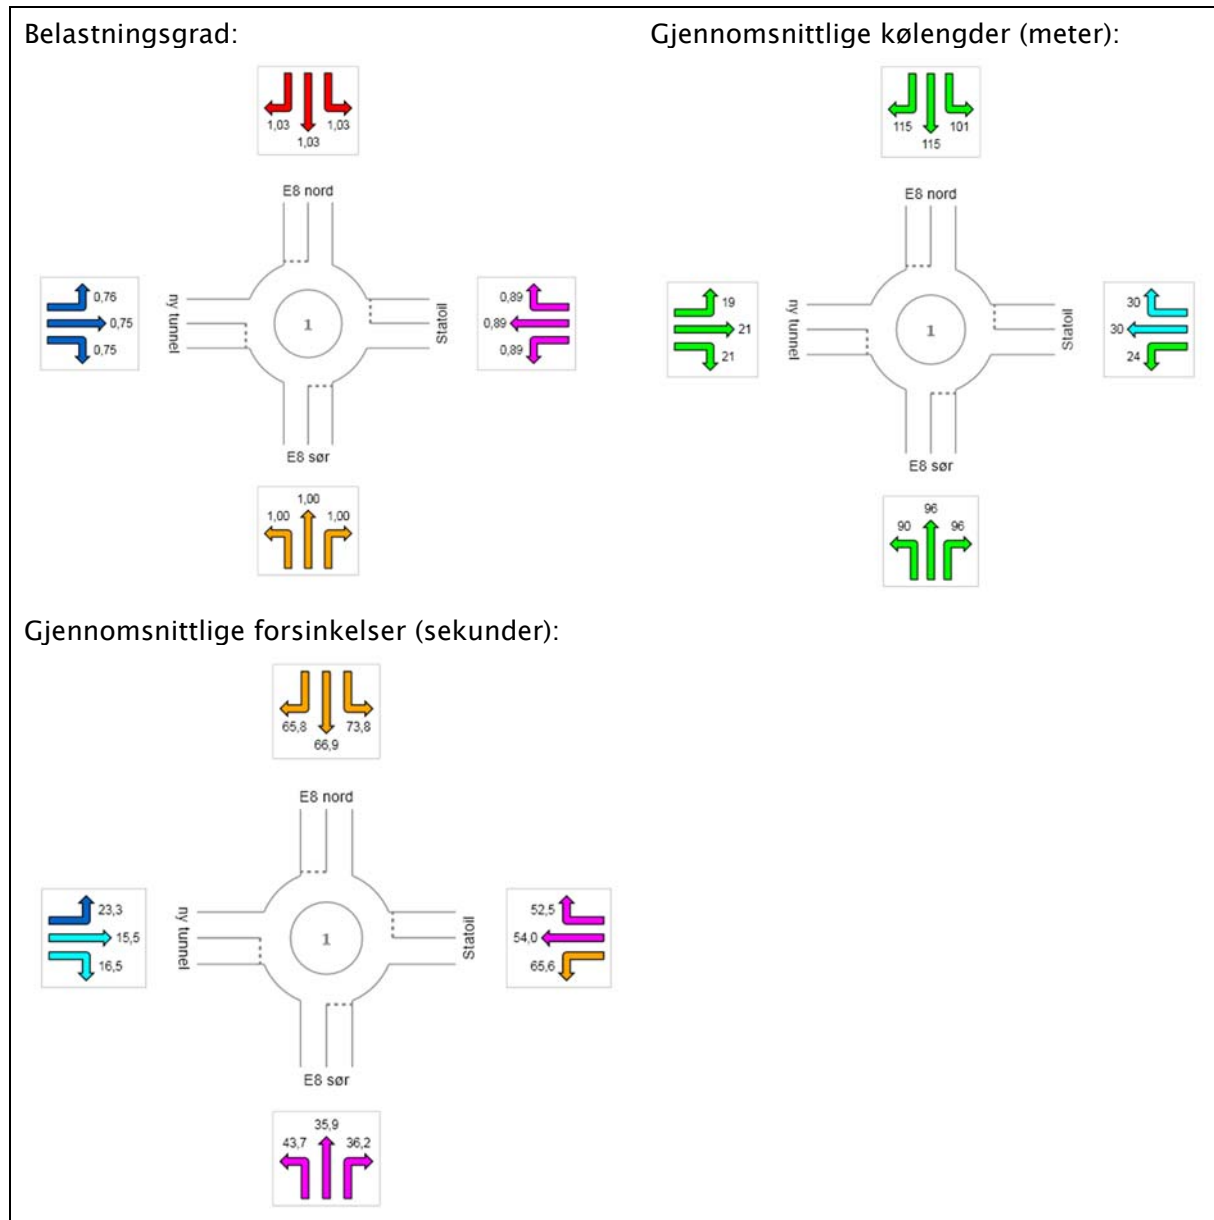 Belastningsgrad:
1,03 1,03
1,03
E8 nord
0,76
0,75
0,75
ny tunnel
1
Statoil
0,89
0,89
0,89
E8 sør
1,00
1,00 1,00
Gjennomsnittlige kølengder (meter):
115 101
115
E8 nord
19
21
21
ny tunnel
1
Statoil
30
30
24
E8 sør
96
90 96
Gjennomsnittlige forsinkelser (sekunder):
65,8 73,8
66,9
E8 nord
23,3
15,5
16,5
ny tunnel
1
Statoil
52,5
54,0
65,6
E8 sør
35,9
43,7 36,2